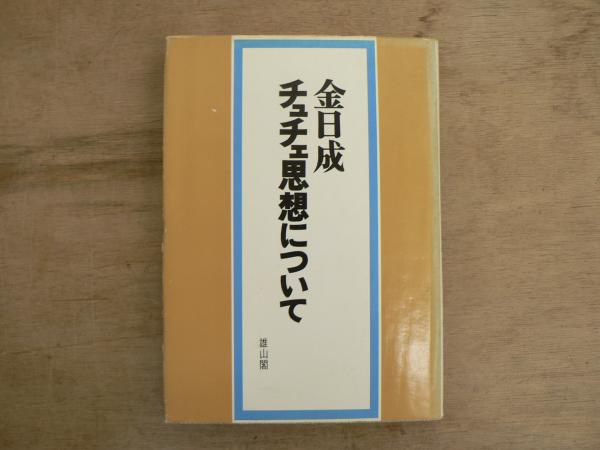 金日成
チュチェ思想について
雄山閣